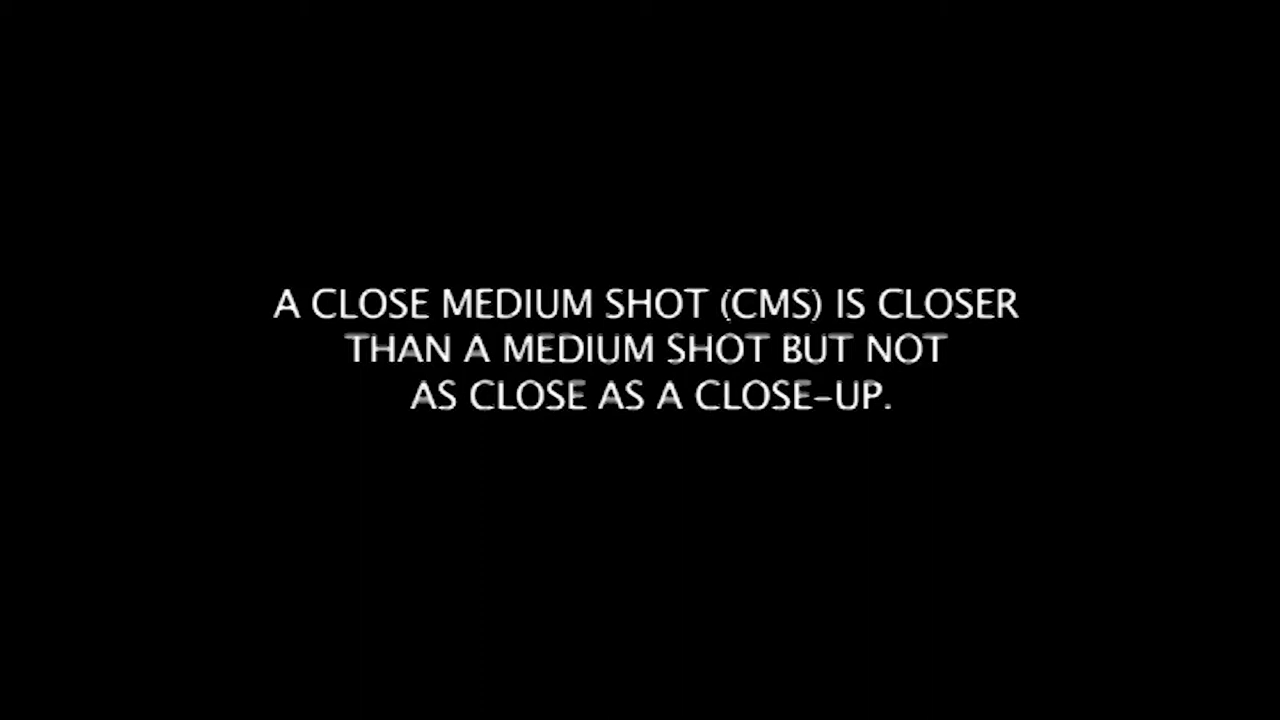 A CLOSE MEDIUM SHOT (CMS) IS CLOSER
THAN A MEDIUM SHOT BUT NOT
AS CLOSE AS A CLOSE-UP.